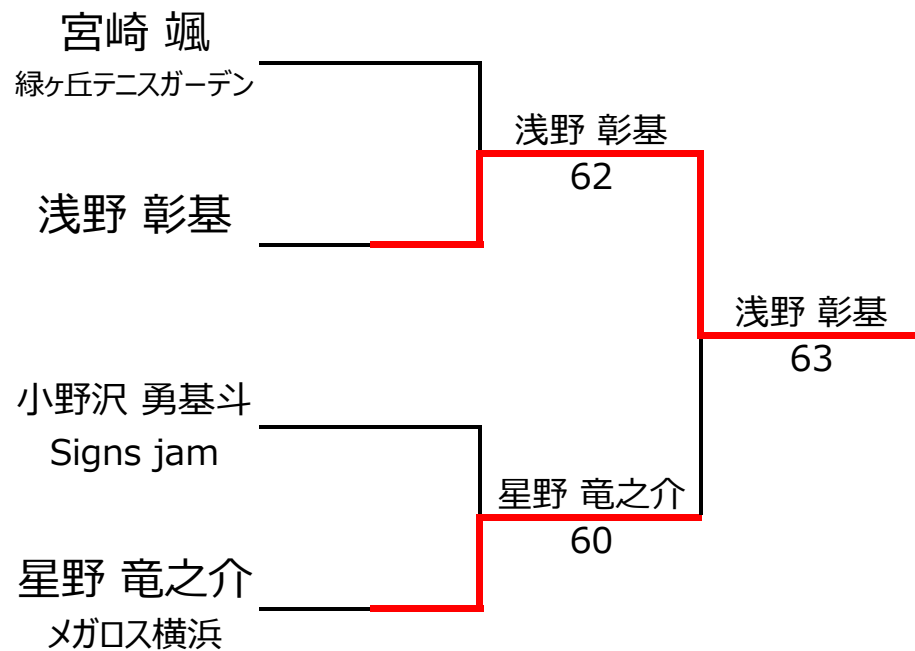 宮崎 颯
緑ヶ丘テニスガーデン
浅野 彰基
62
浅野 彰基
浅野 彰基
63
小野沢 勇基斗
Signs jam
星野 竜之介
60
星野 竜之介
メガロス横浜